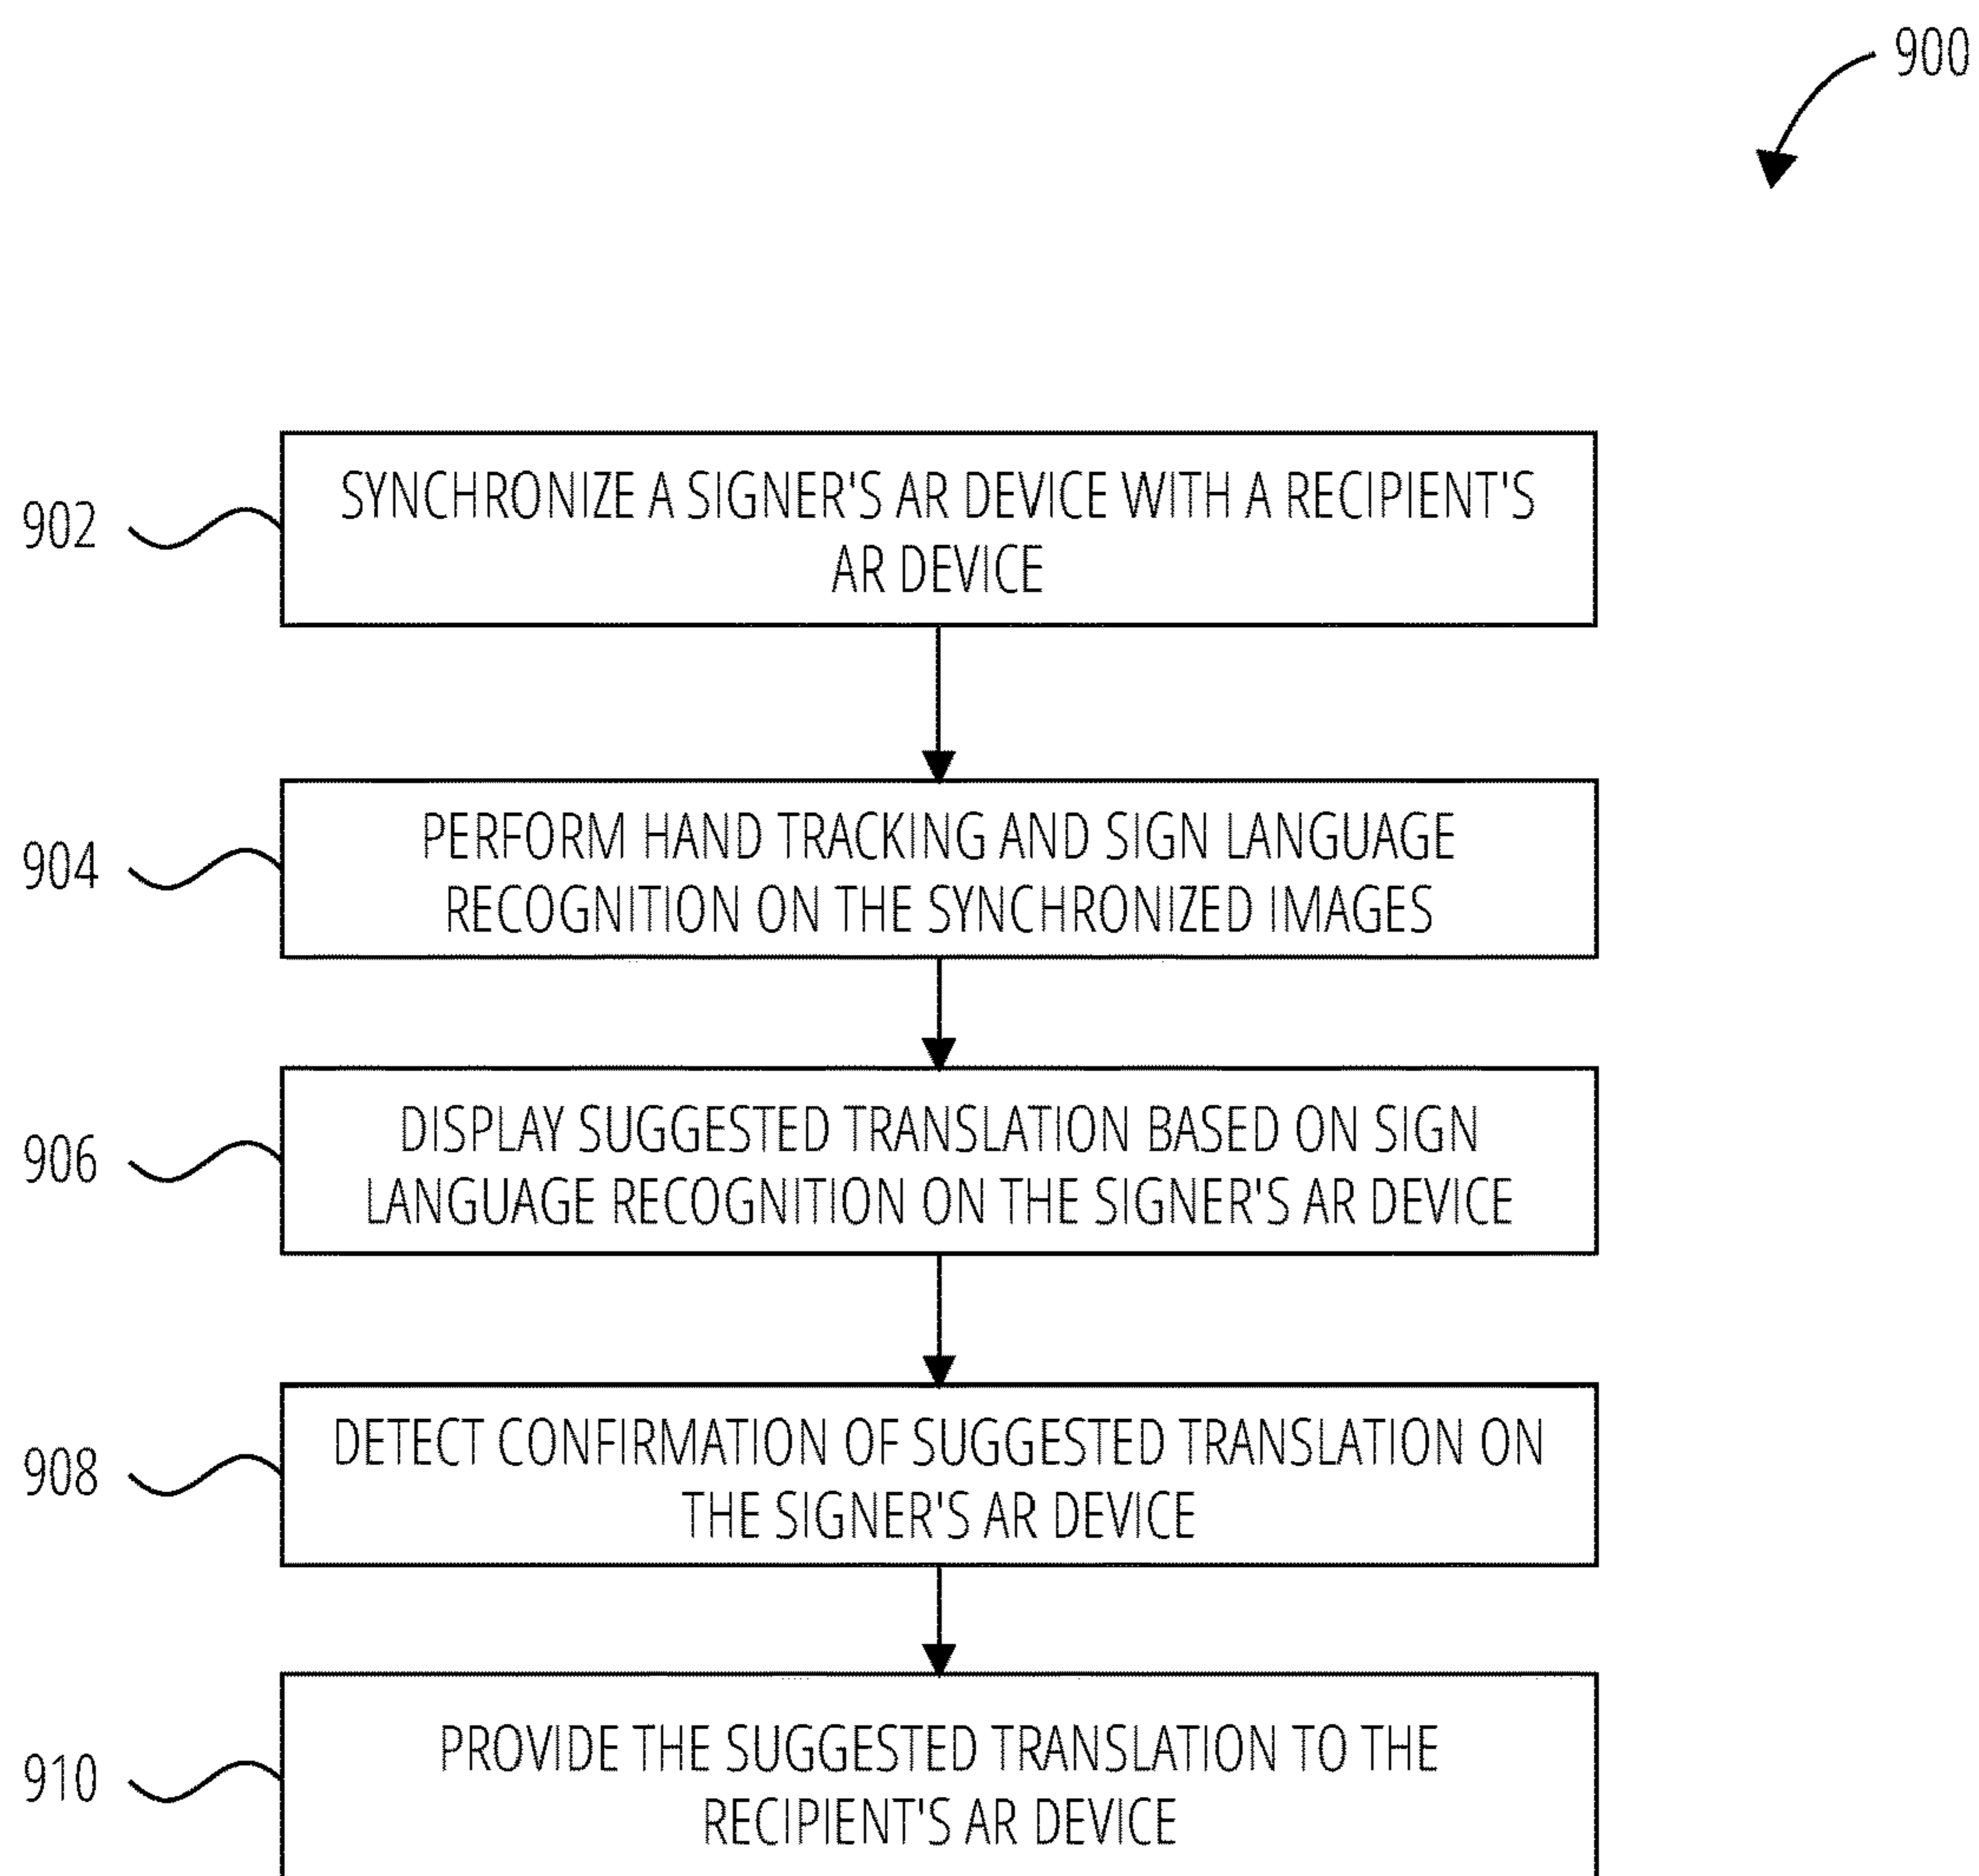 900
902
SYNCHRONIZE A SIGNER'S AR DEVICE WITH A RECIPIENT'S
AR DEVICE
904
PERFORM HAND TRACKING AND SIGN LANGUAGE
RECOGNITION ON THE SYNCHRONIZED IMAGES
906
DISPLAY SUGGESTED TRANSLATION BASED ON SIGN
LANGUAGE RECOGNITION ON THE SIGNER'S AR DEVICE
908
DETECT CONFIRMATION OF SUGGESTED TRANSLATION ON
THE SIGNER'S AR DEVICE
910
PROVIDE THE SUGGESTED TRANSLATION TO THE
RECIPIENT'S AR DEVICE